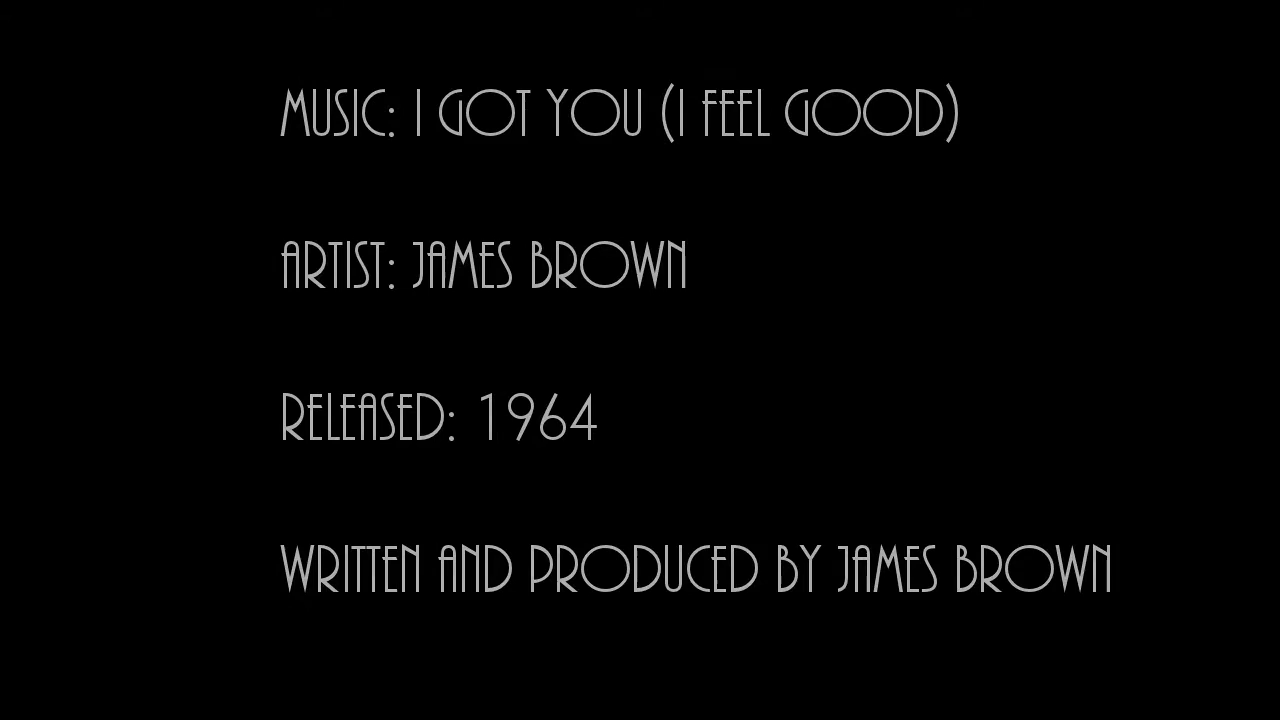 MUSIC: I GOT YOU (I FEEL GOOD)
ARTIST: JAMES BROWN
RELEASED: 1964
WRITTEN AND PRODUCED BY JAMES BROWN